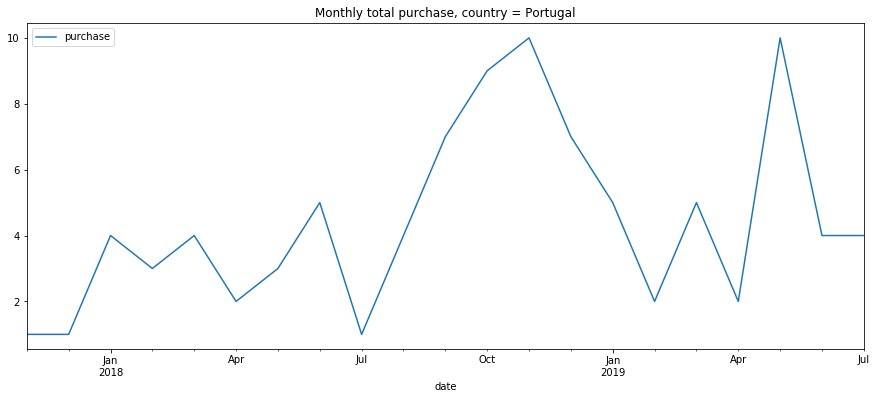 Monthly total purchase, country = Portugal
purchase
10
8
6
4
2
Jan Apr Jul Oct Jan Apr Jul
2018 2019
date